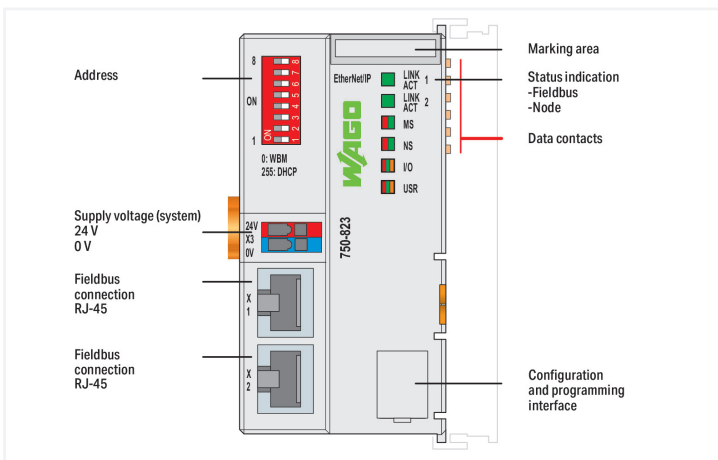 Address
Supply voltage (system)
24 V
0 V
Fieldbus
connection
RJ-45
Fieldbus
connection
RJ-45
8
ON
1
8
7
6
5
4
3
2
1
ON
0: WBM
255: DHCP
24V
X3
0V
X
1
X
2
EtherNet/IP
LINK
ACT 1
LINK
ACT 2
MS
NS
I/O
USR
WAGO
750-823
Marking area
Status indication
-Fieldbus
-Node
Data contacts
Configuration
and programming
interface